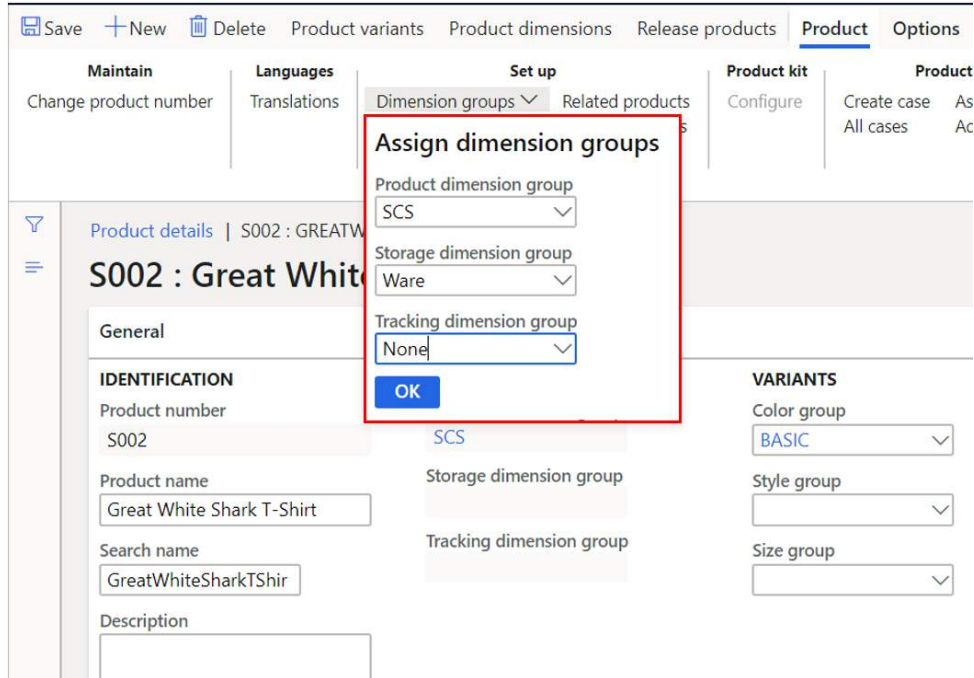 Save New Delete Product variants Product dimensions Release products Product Options
Maintain Languages Set up Product kit Product
Change product number Translations Dimension groups Related products Configure Create case As
s All cases Ac
Assign dimension groups
Product dimension group
SCS
Storage dimension group
Ware
Tracking dimension group
None
OK
Product details | S002 : GREATW
S002 : Great White
General
IDENTIFICATION
Product number
S002
Product name
Great White Shark T-Shirt
Search name
GreatWhiteSharkTShir
Description
SCS
Storage dimension group
Tracking dimension group
VARIANTS
Color group
BASIC
Style group
Size group